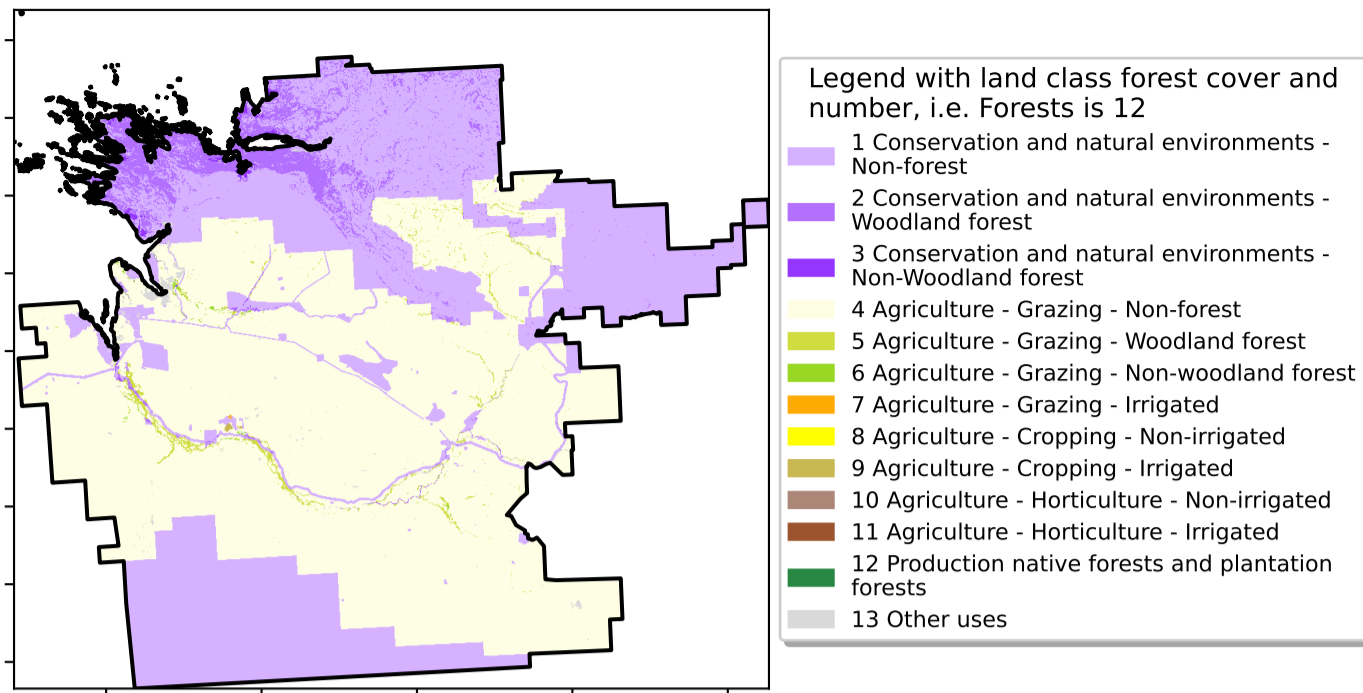 Legend with land class forest cover and
number, i.e. Forests is 12
1 Conservation and natural environments -
Non-forest
2 Conservation and natural environments -
Woodland forest
3 Conservation and natural environments -
Non-Woodland forest
4 Agriculture - Grazing - Non-forest
5 Agriculture - Grazing - Woodland forest
6 Agriculture - Grazing - Non-woodland forest
7 Agriculture - Grazing - Irrigated
8 Agriculture - Cropping - Non-irrigated
9 Agriculture - Cropping - Irrigated
10 Agriculture - Horticulture - Non-irrigated
11 Agriculture - Horticulture - Irrigated
12 Production native forests and plantation
forests
13 Other uses